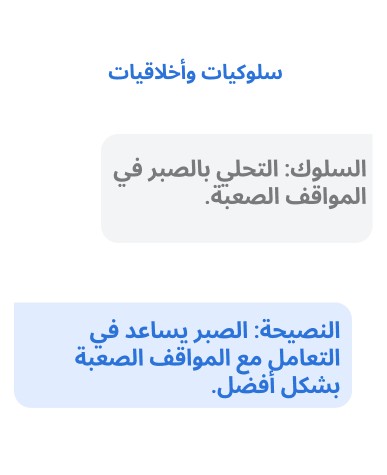 سلوكيات وأخلاقيات
السلوك: التحلي بالصبر في
المواقف الصعبة.
النصيحة: الصبر يساعد في
التعامل مع المواقف الصعبة
بشكل أفضل.